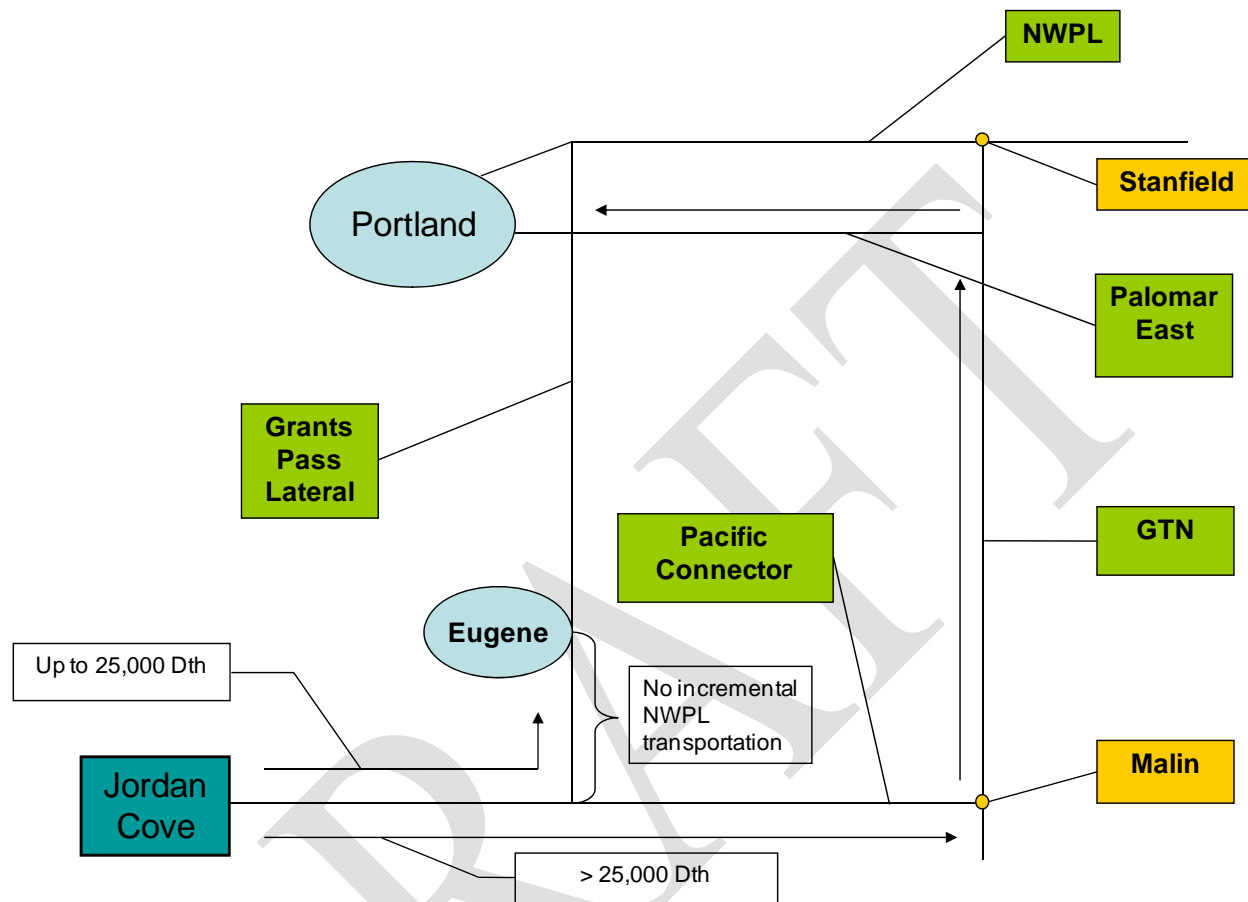 NWPL
Stanfield
Portland
Palomar
East
Grants
Pass
Lateral
Pacific
Connector
GTN
Eugene
Up to 25,000 Dth
No incremental
NWPL
transportation
Malin
Jordan
Cove
> 25,000 Dth
DRAFT